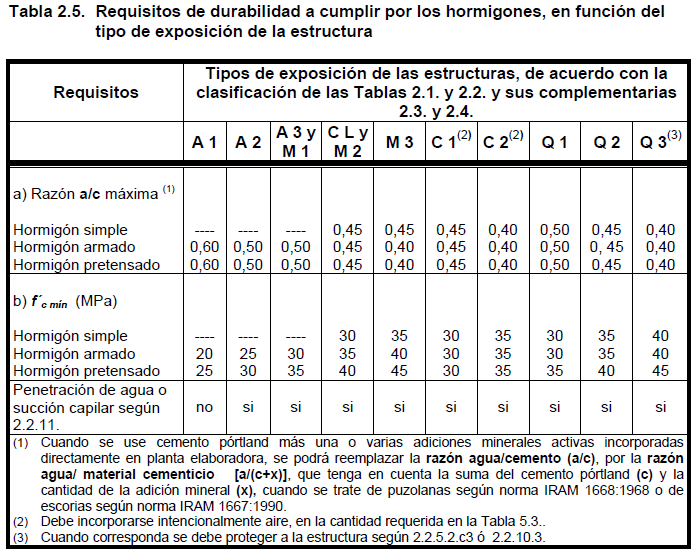 Tabla 2.5. Requisitos de durabilidad a cumplir por los hormigones, en función del
tipo de exposición de la estructura
Requisitos
Tipos de exposición de las estructuras, de acuerdo con la
clasificación de las Tablas 2.1. y 2.2. y sus complementarias
2.3. y 2.4.
A 1 A 2 A 3 y M 1 C L y M 2 M 3 C 1(2) C 2(2) Q 1 Q 2 Q 3(3)
a) Razón a/c máxima (1)
Hormigón simple ---- ---- ---- 0,45 0,45 0,45 0,40 0,50 0,45 0,40
Hormigón armado 0,60 0,50 0,50 0,45 0,40 0,45 0,40 0,50 0, 45 0,40
Hormigón pretensado 0,60 0,50 0,50 0,45 0,40 0,45 0,40 0,50 0,45 0,40
b) f´c mín (MPa)
Hormigón simple ---- ---- ---- 30 35 30 35 30 35 40
Hormigón armado 20 25 30 35 40 30 35 30 35 40
Hormigón pretensado 25 30 35 40 45 30 35 35 40 45
Penetración de agua o
succión capilar según
2.2.11.
no si si si si si si si si si
(1) Cuando se use cemento pórtland más una o varias adiciones minerales activas incorporadas
directamente en planta elaboradora, se podrá reemplazar la razón agua/cemento (a/c), por la razón
agua/ material cementicio [a/(c+x)], que tenga en cuenta la suma del cemento pórtland (c) y la
cantidad de la adición mineral (x), cuando se trate de puzolanas según norma IRAM 1668:1968 o de
escorias según norma IRAM 1667:1990.
(2) Debe incorporarse intencionalmente aire, en la cantidad requerida en la Tabla 5.3..
(3) Cuando corresponda se debe proteger a la estructura según 2.2.5.2.c3 ó 2.2.10.3.